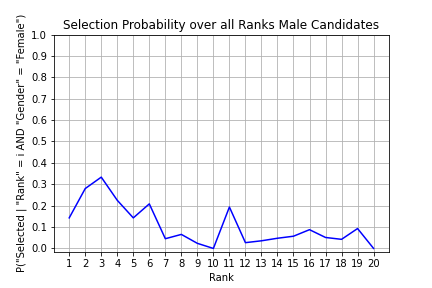 Selection Probability over all Ranks Male Candidates
P("Selected | "Rank" = i AND "Gender" = "Female")
1.0
0.9
0.8
0.7
0.6
0.5
0.4
0.3
0.2
0.1
0.0
1 2 3 4 5 6 7 8 9 10 11 12 13 14 15 16 17 18 19 20
Rank